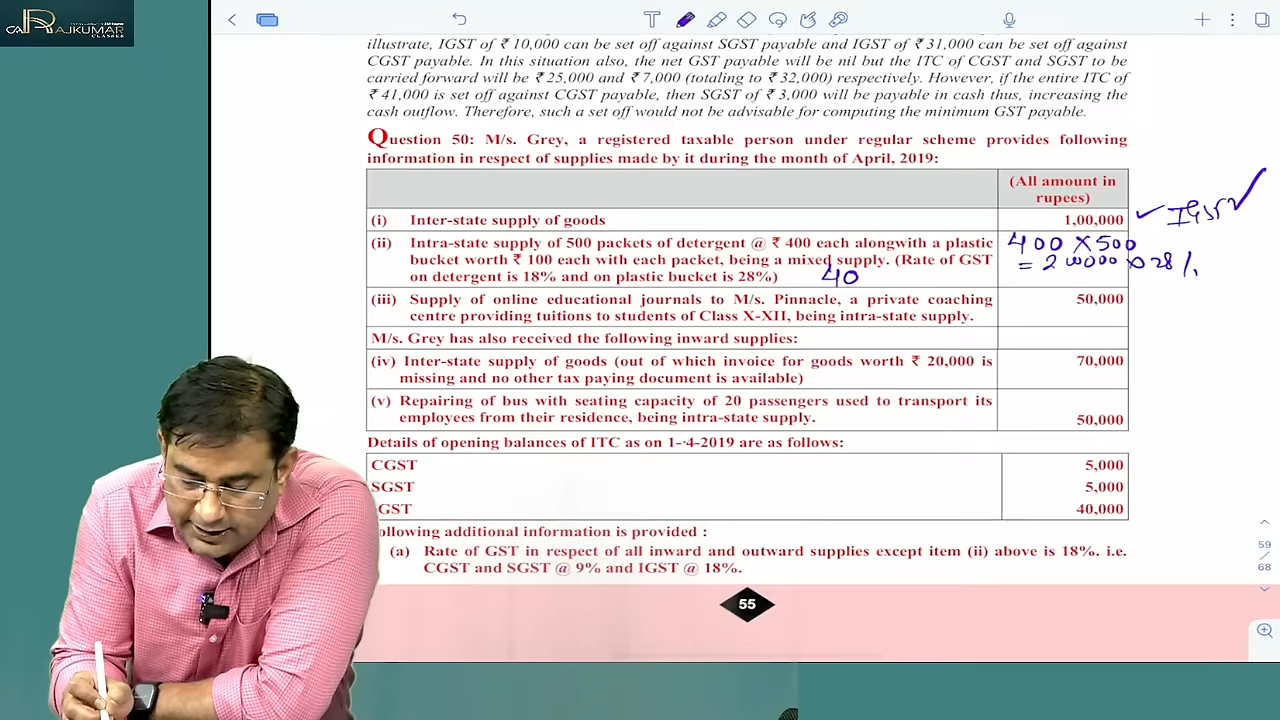 CA RAJKUMAR
CLASSES
illustrate, IGST of ₹ 10,000 can be set off against SGST payable and IGST of ₹ 31,000 can be set off against
CGST payable. In this situation also, the net GST payable will be nil but the ITC of CGST and SGST to be
carried forward will be ₹ 25,000 and ₹ 7,000 (totaling to ₹ 32,000) respectively. However, if the entire ITC of
₹ 41,000 is set off against CGST payable, then SGST of ₹ 3,000 will be payable in cash thus, increasing the
cash outflow. Therefore, such a set off would not be advisable for computing the minimum GST payable.
Question 50: M/s. Grey, a registered taxable person under regular scheme provides following
information in respect of supplies made by it during the month of April, 2019:
(All amount in
rupees)
(i) Inter-state supply of goods 1,00,000 IGST
(ii) Intra-state supply of 500 packets of detergent @ ₹ 400 each alongwith a plastic 400 X 500
bucket worth ₹ 100 each with each packet, being a mixed supply. (Rate of GST = 200000 x 28%
on detergent is 18% and on plastic bucket is 28%) 40
(iii) Supply of online educational journals to M/s. Pinnacle, a private coaching 50,000
centre providing tuitions to students of Class X-XII, being intra-state supply.
M/s. Grey has also received the following inward supplies:
(iv) Inter-state supply of goods (out of which invoice for goods worth ₹ 20,000 is 70,000
missing and no other tax paying document is available)
(v) Repairing of bus with seating capacity of 20 passengers used to transport its
employees from their residence, being intra-state supply. 50,000
Details of opening balances of ITC as on 1-4-2019 are as follows:
CGST 5,000
SGST 5,000
GST 40,000
ollowing additional information is provided :
(a) Rate of GST in respect of all inward and outward supplies except item (ii) above is 18%. i.e.
CGST and SGST @ 9% and IGST @ 18%.
55
59
68